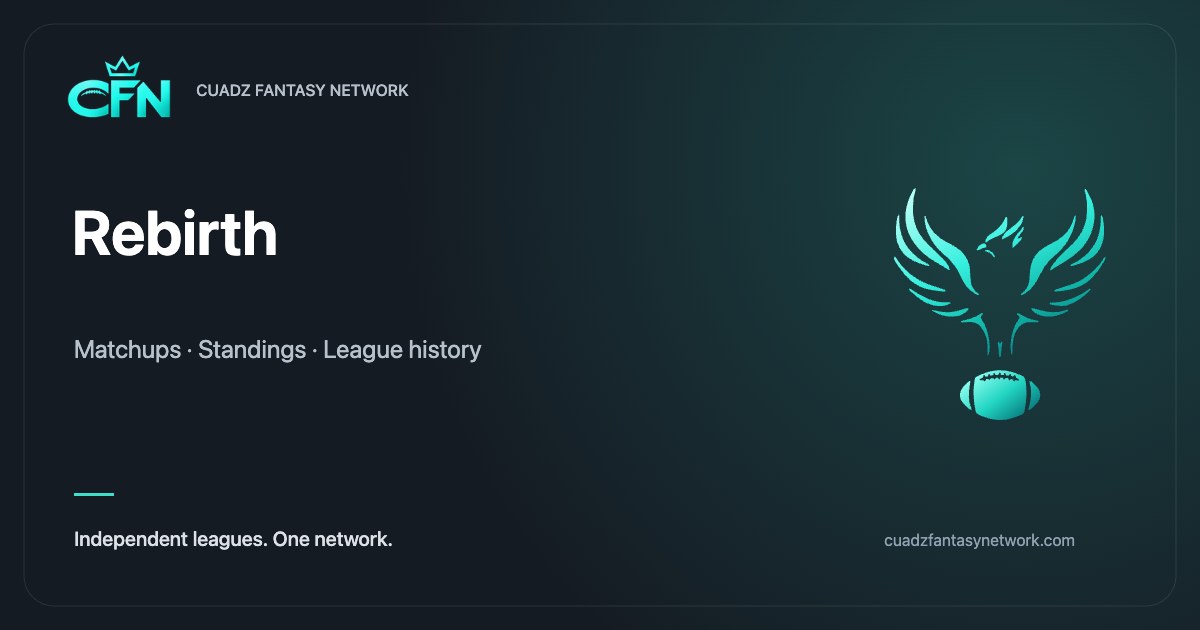 CFN
CUADZ FANTASY NETWORK
Rebirth
Matchups · Standings · League history
Independent leagues. One network.
cuadzfantasynetwork.com